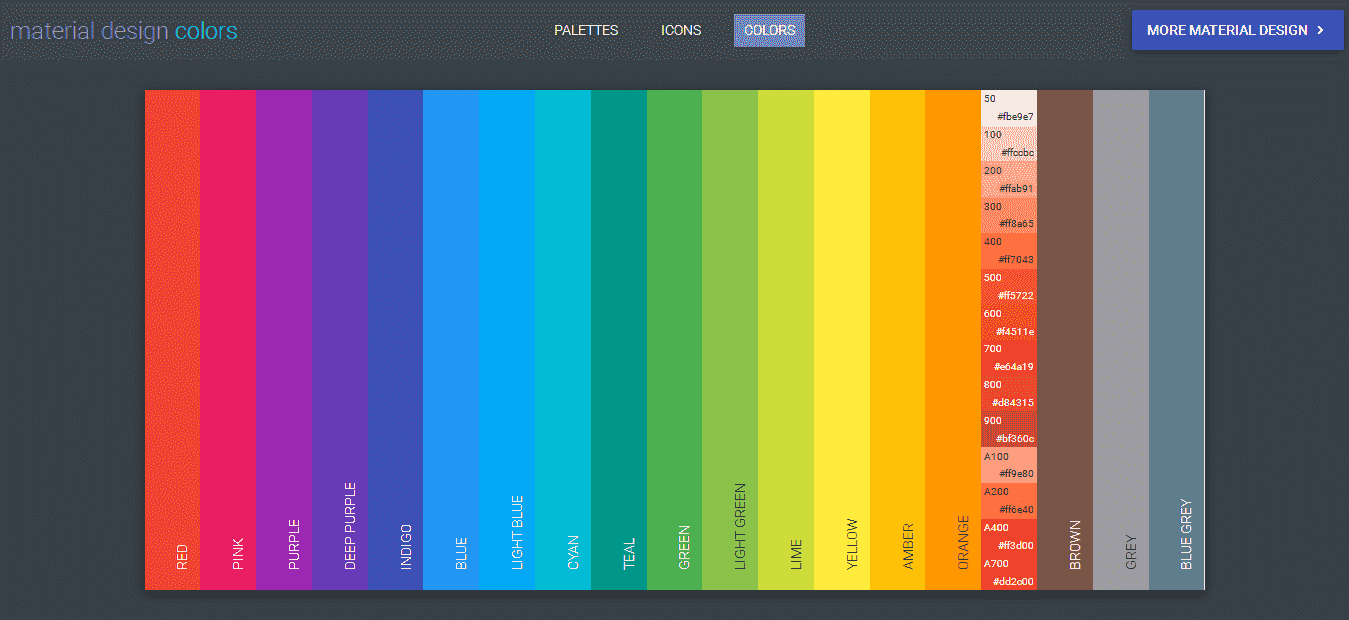 material design colors
PALETTES
ICONS
COLORS
MORE MATERIAL DESIGN
RED
PINK
PURPLE
DEEP PURPLE
INDIGO
BLUE
LIGHT BLUE
CYAN
TEAL
GREEN
LIGHT GREEN
LIME
YELLOW
AMBER
ORANGE
50
#fbe9e7
100
#ffccbc
200
#ffab91
300
#ff8a65
400
#ff7043
500
#ff5722
600
#f4511e
700
#e64a19
800
#d84315
900
#bf360c
A100
#ff9e80
A200
#ff6e40
A400
#ff3d00
A700
#dd2c00
BROWN
GREY
BLUE GREY